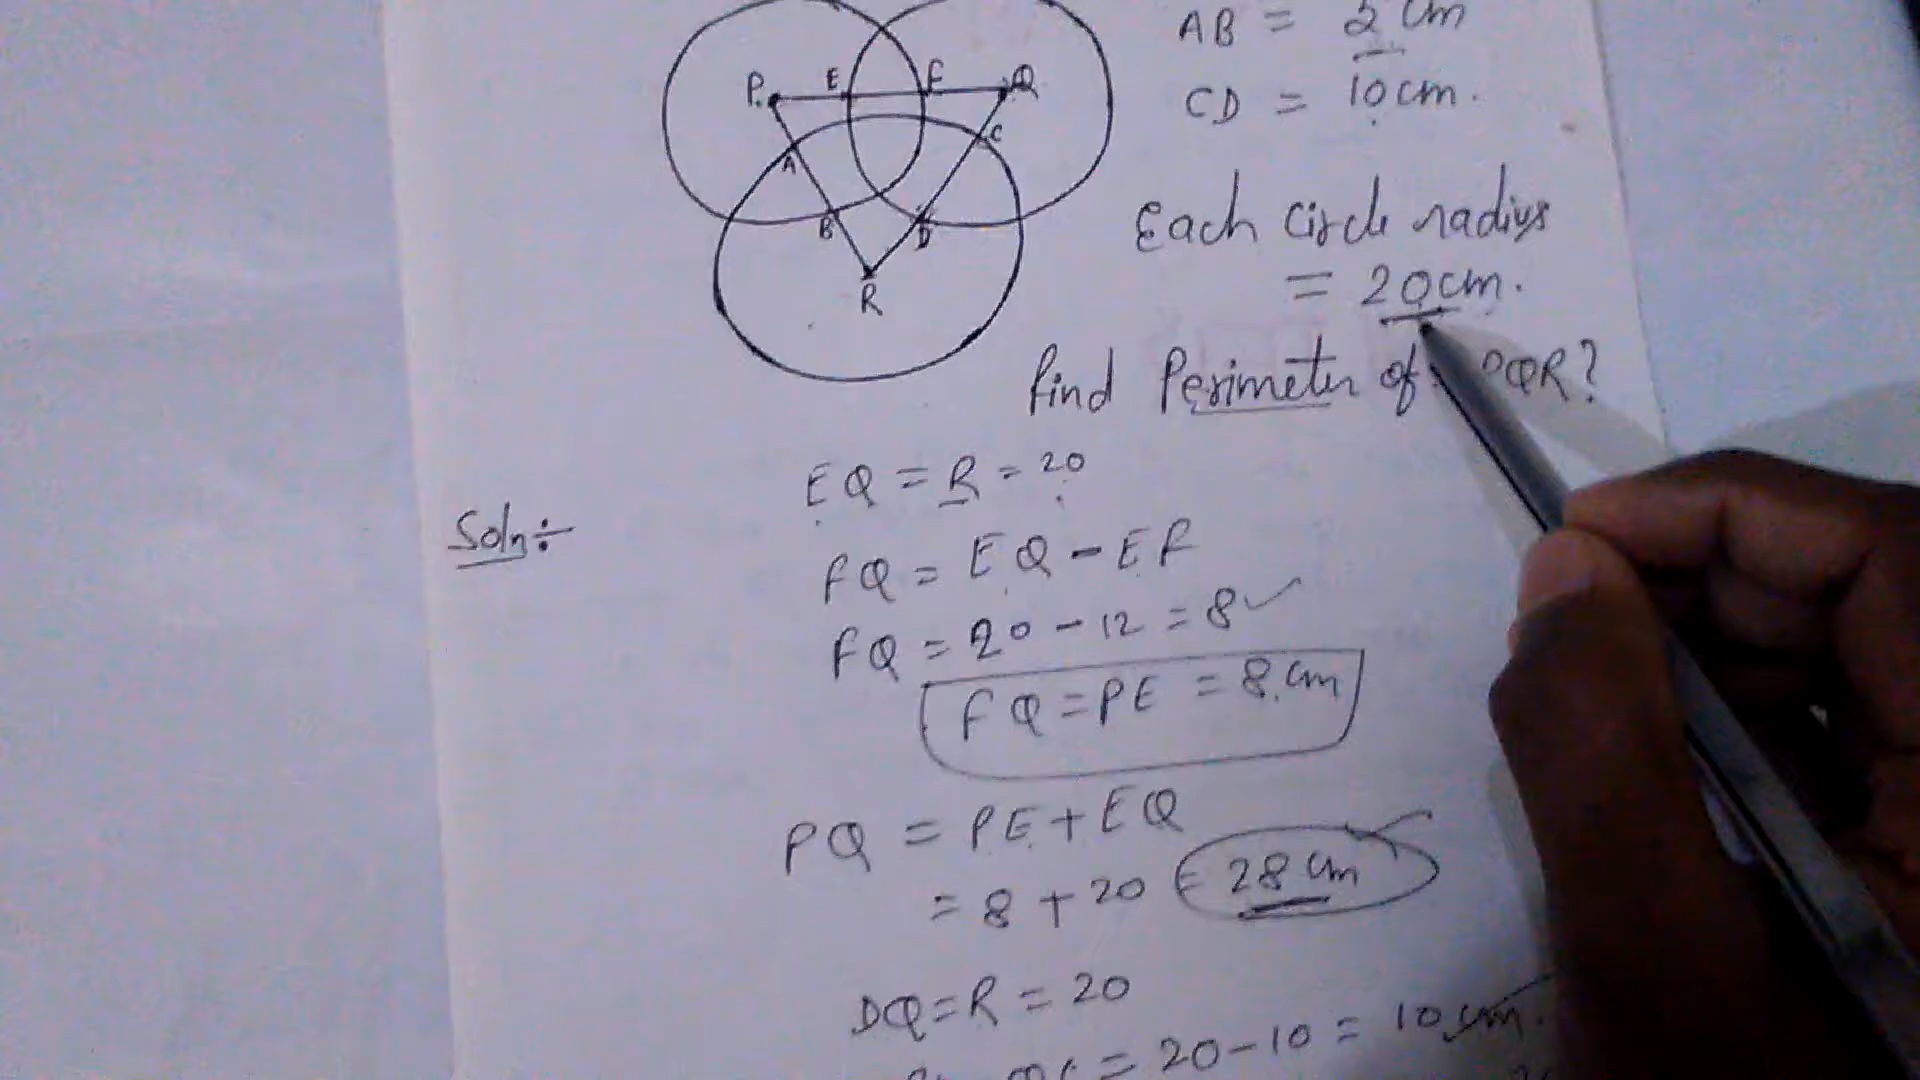 AB = 5 cm
P E F Q
CD = 10 cm.
C
A
Each circle radius
B D
= 20 cm.
R
find Perimeter of PQR?
EQ = R = 20
Soln:-
FQ = EQ - EF
FQ = 20 - 12 = 8 ✓
FQ = PE = 8 cm
PQ = PE + EQ
= 8 + 20 = 28 cm
DQ = R = 20
= 20 - 10 = 10 cm.